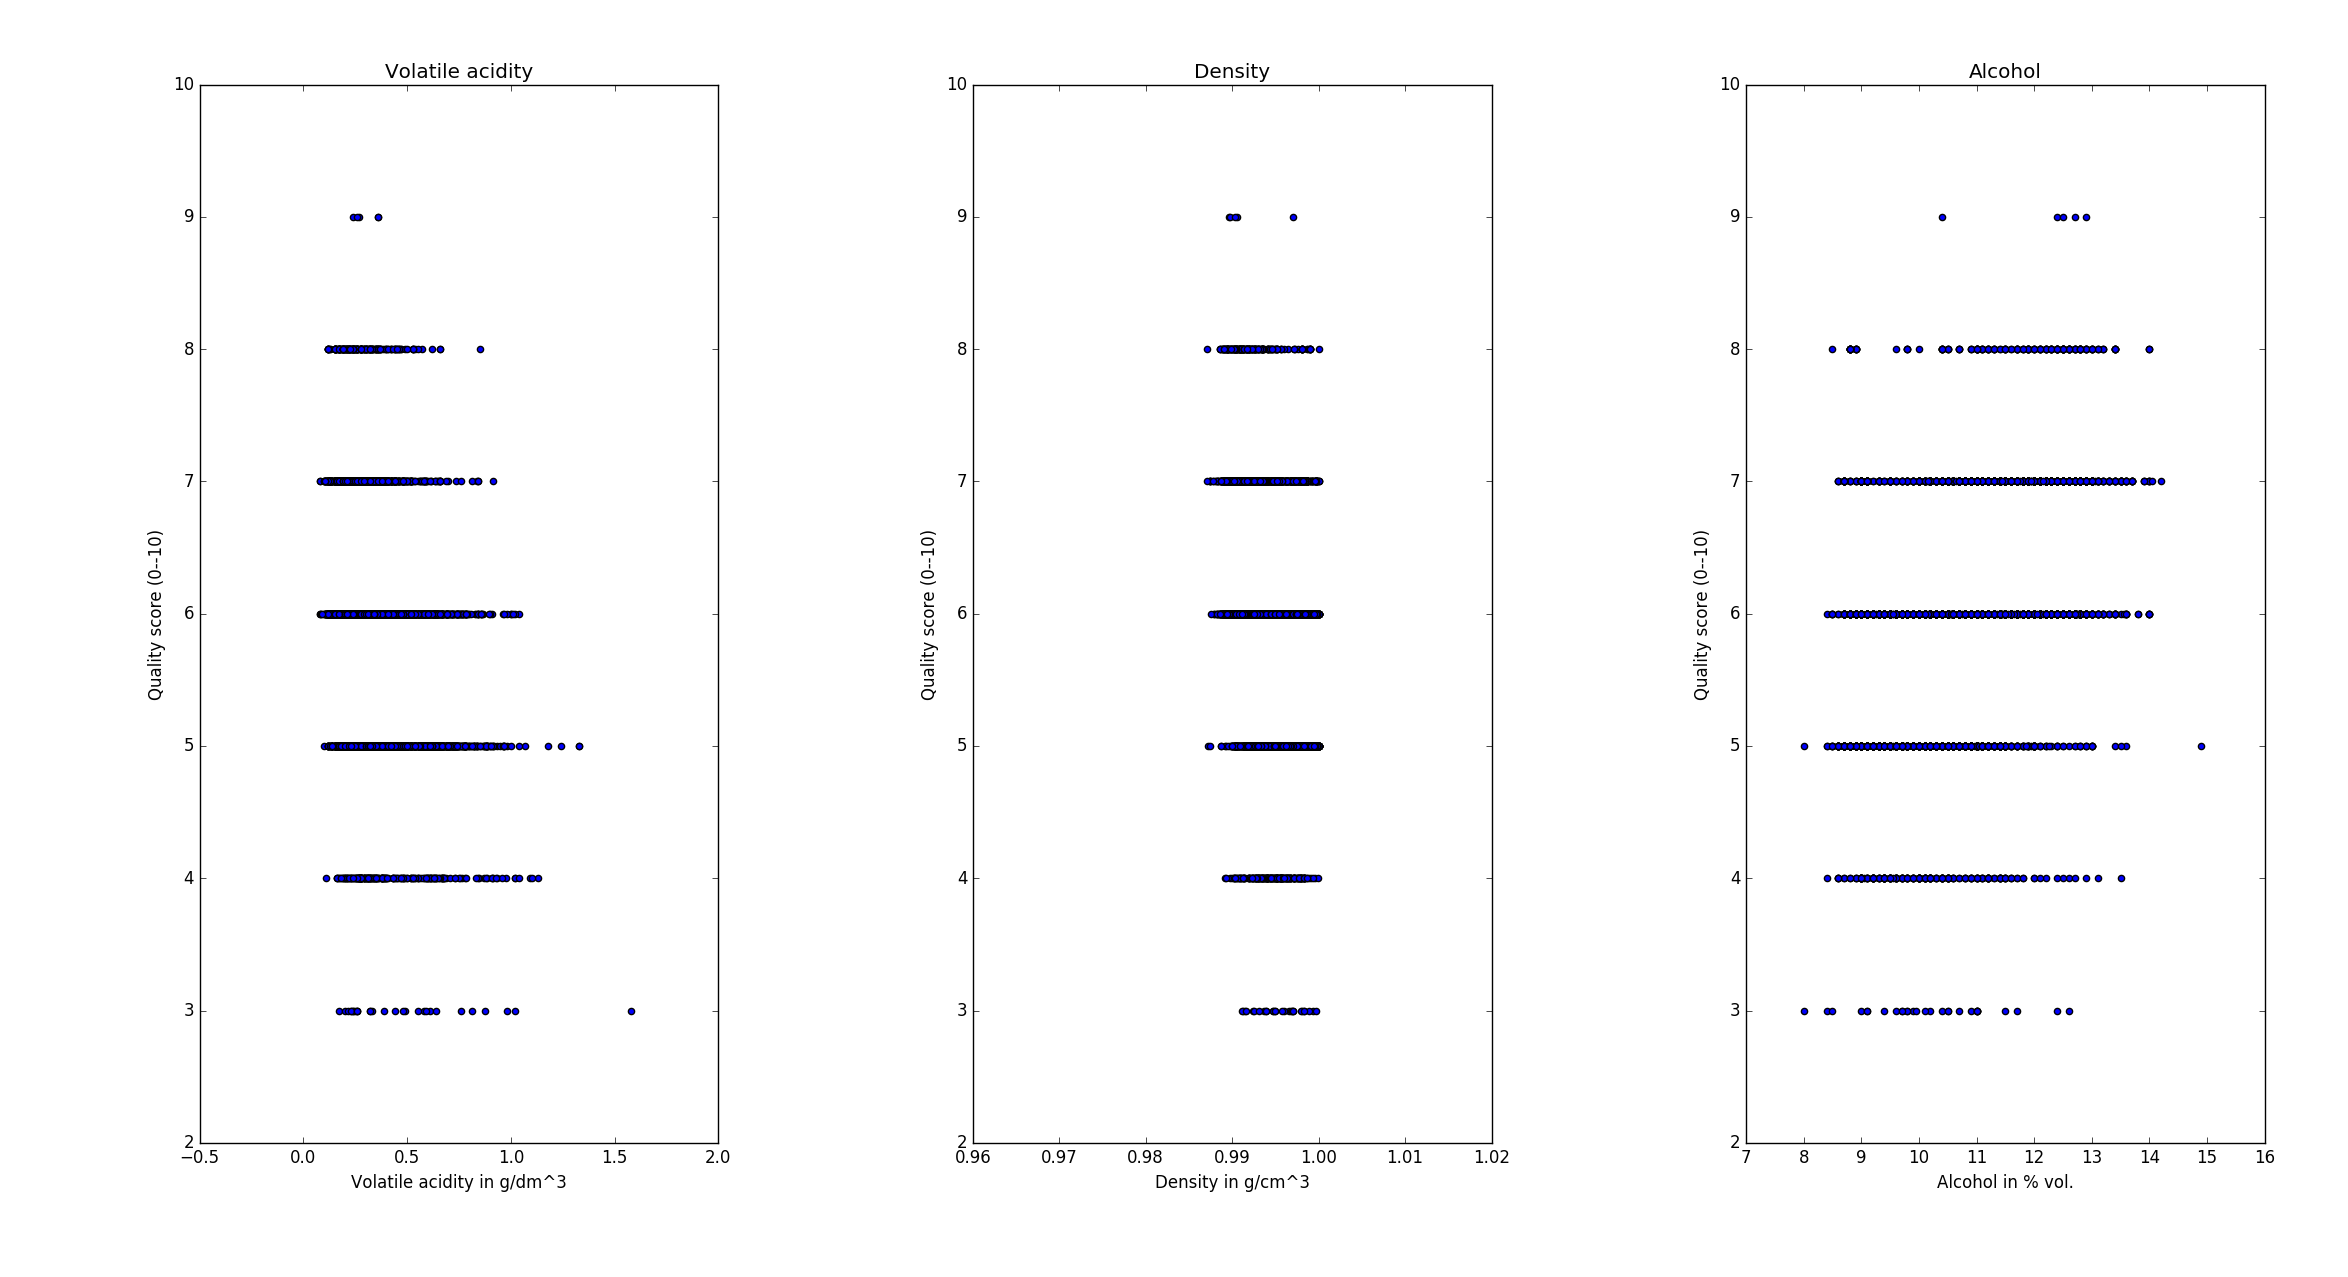 Volatile acidity
10
9
8
7
6
5
4
3
2
Quality score (0--10)
−0.5 0.0 0.5 1.0 1.5 2.0
Volatile acidity in g/dm^3
Density
10
9
8
7
6
5
4
3
2
Quality score (0--10)
0.96 0.97 0.98 0.99 1.00 1.01 1.02
Density in g/cm^3
Alcohol
10
9
8
7
6
5
4
3
2
Quality score (0--10)
7 8 9 10 11 12 13 14 15 16
Alcohol in % vol.